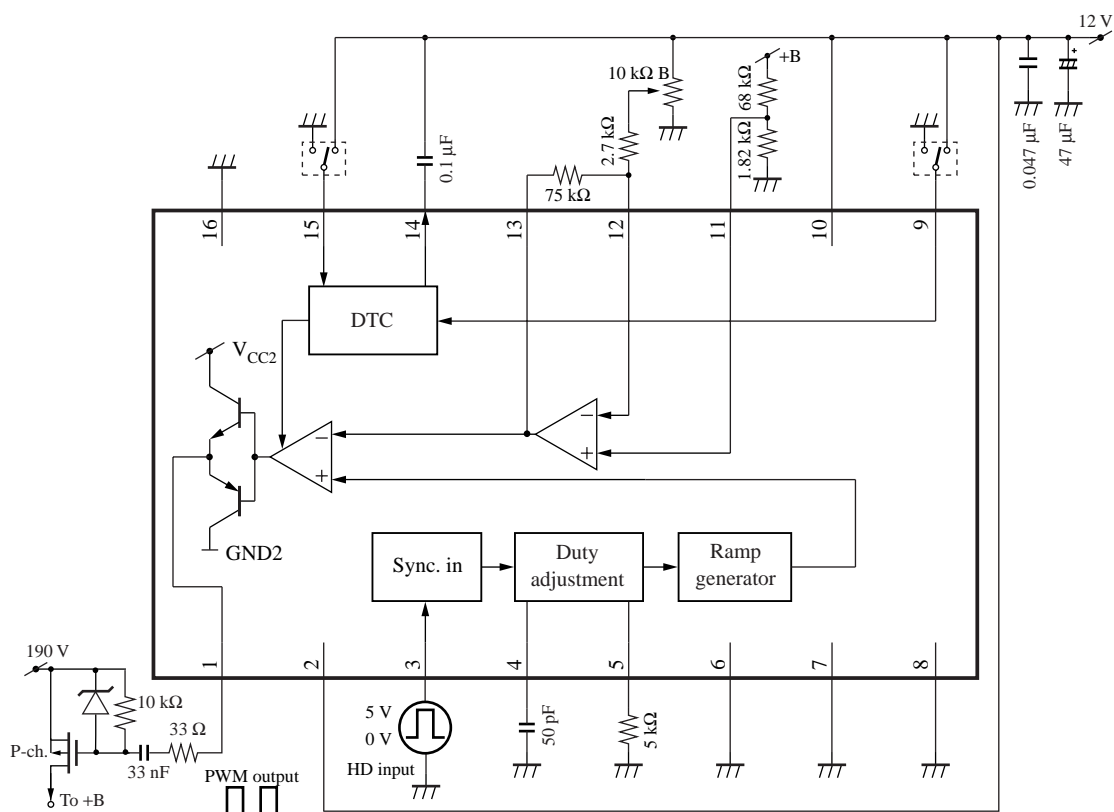 12 V
+B
10 kΩ B
68 kΩ
2.7 kΩ
1.82 kΩ
0.1 µF
75 kΩ
0.047 µF
47 µF
+
16
15
14
13
12
11
10
9
DTC
VCC2
−
+
−
+
GND2
Sync. in
Duty adjustment
Ramp generator
1
2
3
4
5
6
7
8
190 V
10 kΩ
33 Ω
P-ch.
33 nF
To +B
PWM output
5 V
0 V
HD input
50 pF
5 kΩ